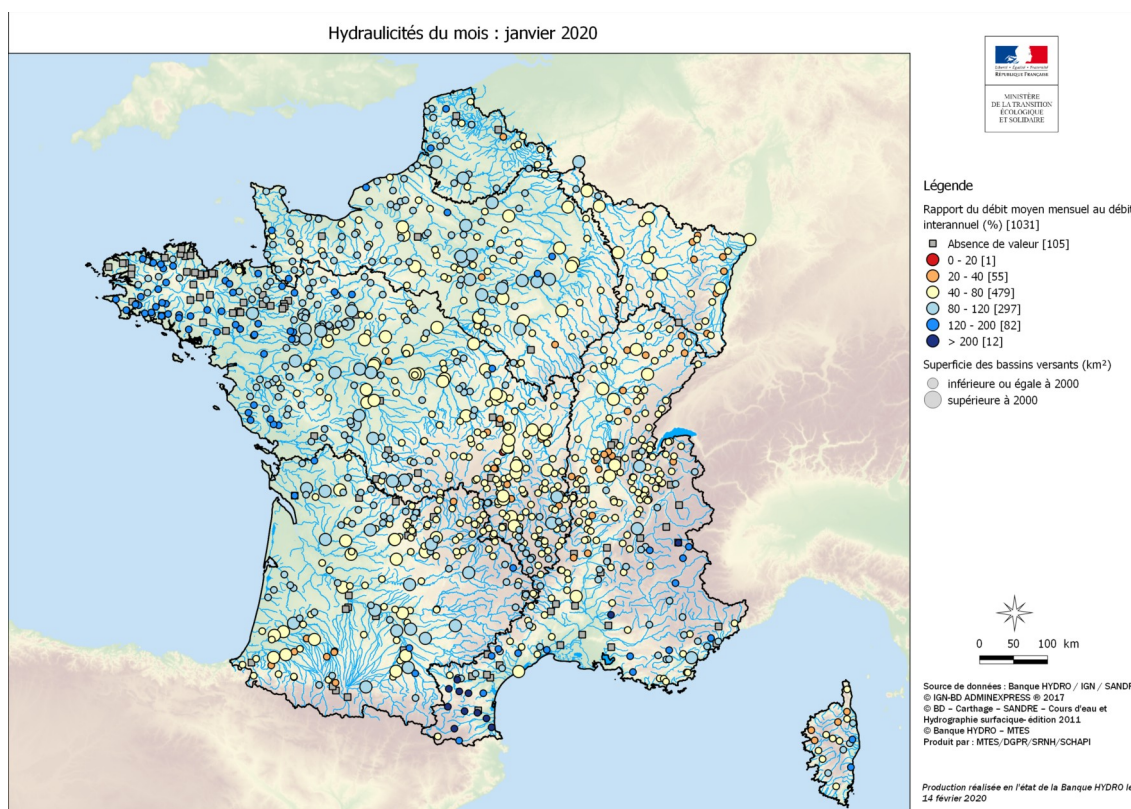 Hydraulicités du mois : janvier 2020
Liberté • Égalité • Fraternité
RÉPUBLIQUE FRANÇAISE
MINISTÈRE
DE LA TRANSITION
ÉCOLOGIQUE
ET SOLIDAIRE
Légende
Rapport du débit moyen mensuel au débit
interannuel (%) [1031]
Absence de valeur [105]
0 - 20 [1]
20 - 40 [55]
40 - 80 [479]
80 - 120 [297]
120 - 200 [82]
> 200 [12]
Superficie des bassins versants (km²)
inférieure ou égale à 2000
supérieure à 2000
0 50 100 km
Source de données : Banque HYDRO / IGN / SANDR
© IGN-BD ADMINEXPRESS ® 2017
© BD – Carthage – SANDRE – Cours d'eau et
Hydrographie surfacique- édition 2011
© Banque HYDRO – MTES
Produit par : MTES/DGPR/SRNH/SCHAPI
Production réalisée en l'état de la Banque HYDRO le
14 février 2020